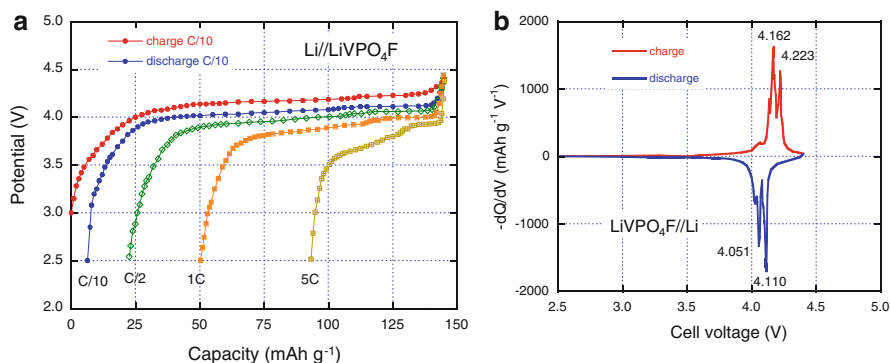 a
5.0
4.5
4.0
3.5
3.0
2.5
2.0
Potential (V)
charge C/10
discharge C/10
Li//LiVPO4F
C/10
C/2
1C
5C
0
25
50
75
100
125
150
Capacity (mAh g-1)
b
2000
1000
0
-1000
-2000
-dQ/dV (mAh g-1 V-1)
charge
discharge
4.162
4.223
LiVPO4F//Li
4.051
4.110
2.5
3.0
3.5
4.0
4.5
5.0
Cell voltage (V)